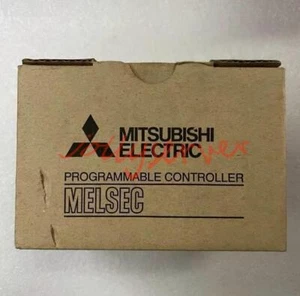 MITSUBISHI
ELECTRIC
PROGRAMMABLE CONTROLLER
MELSEC